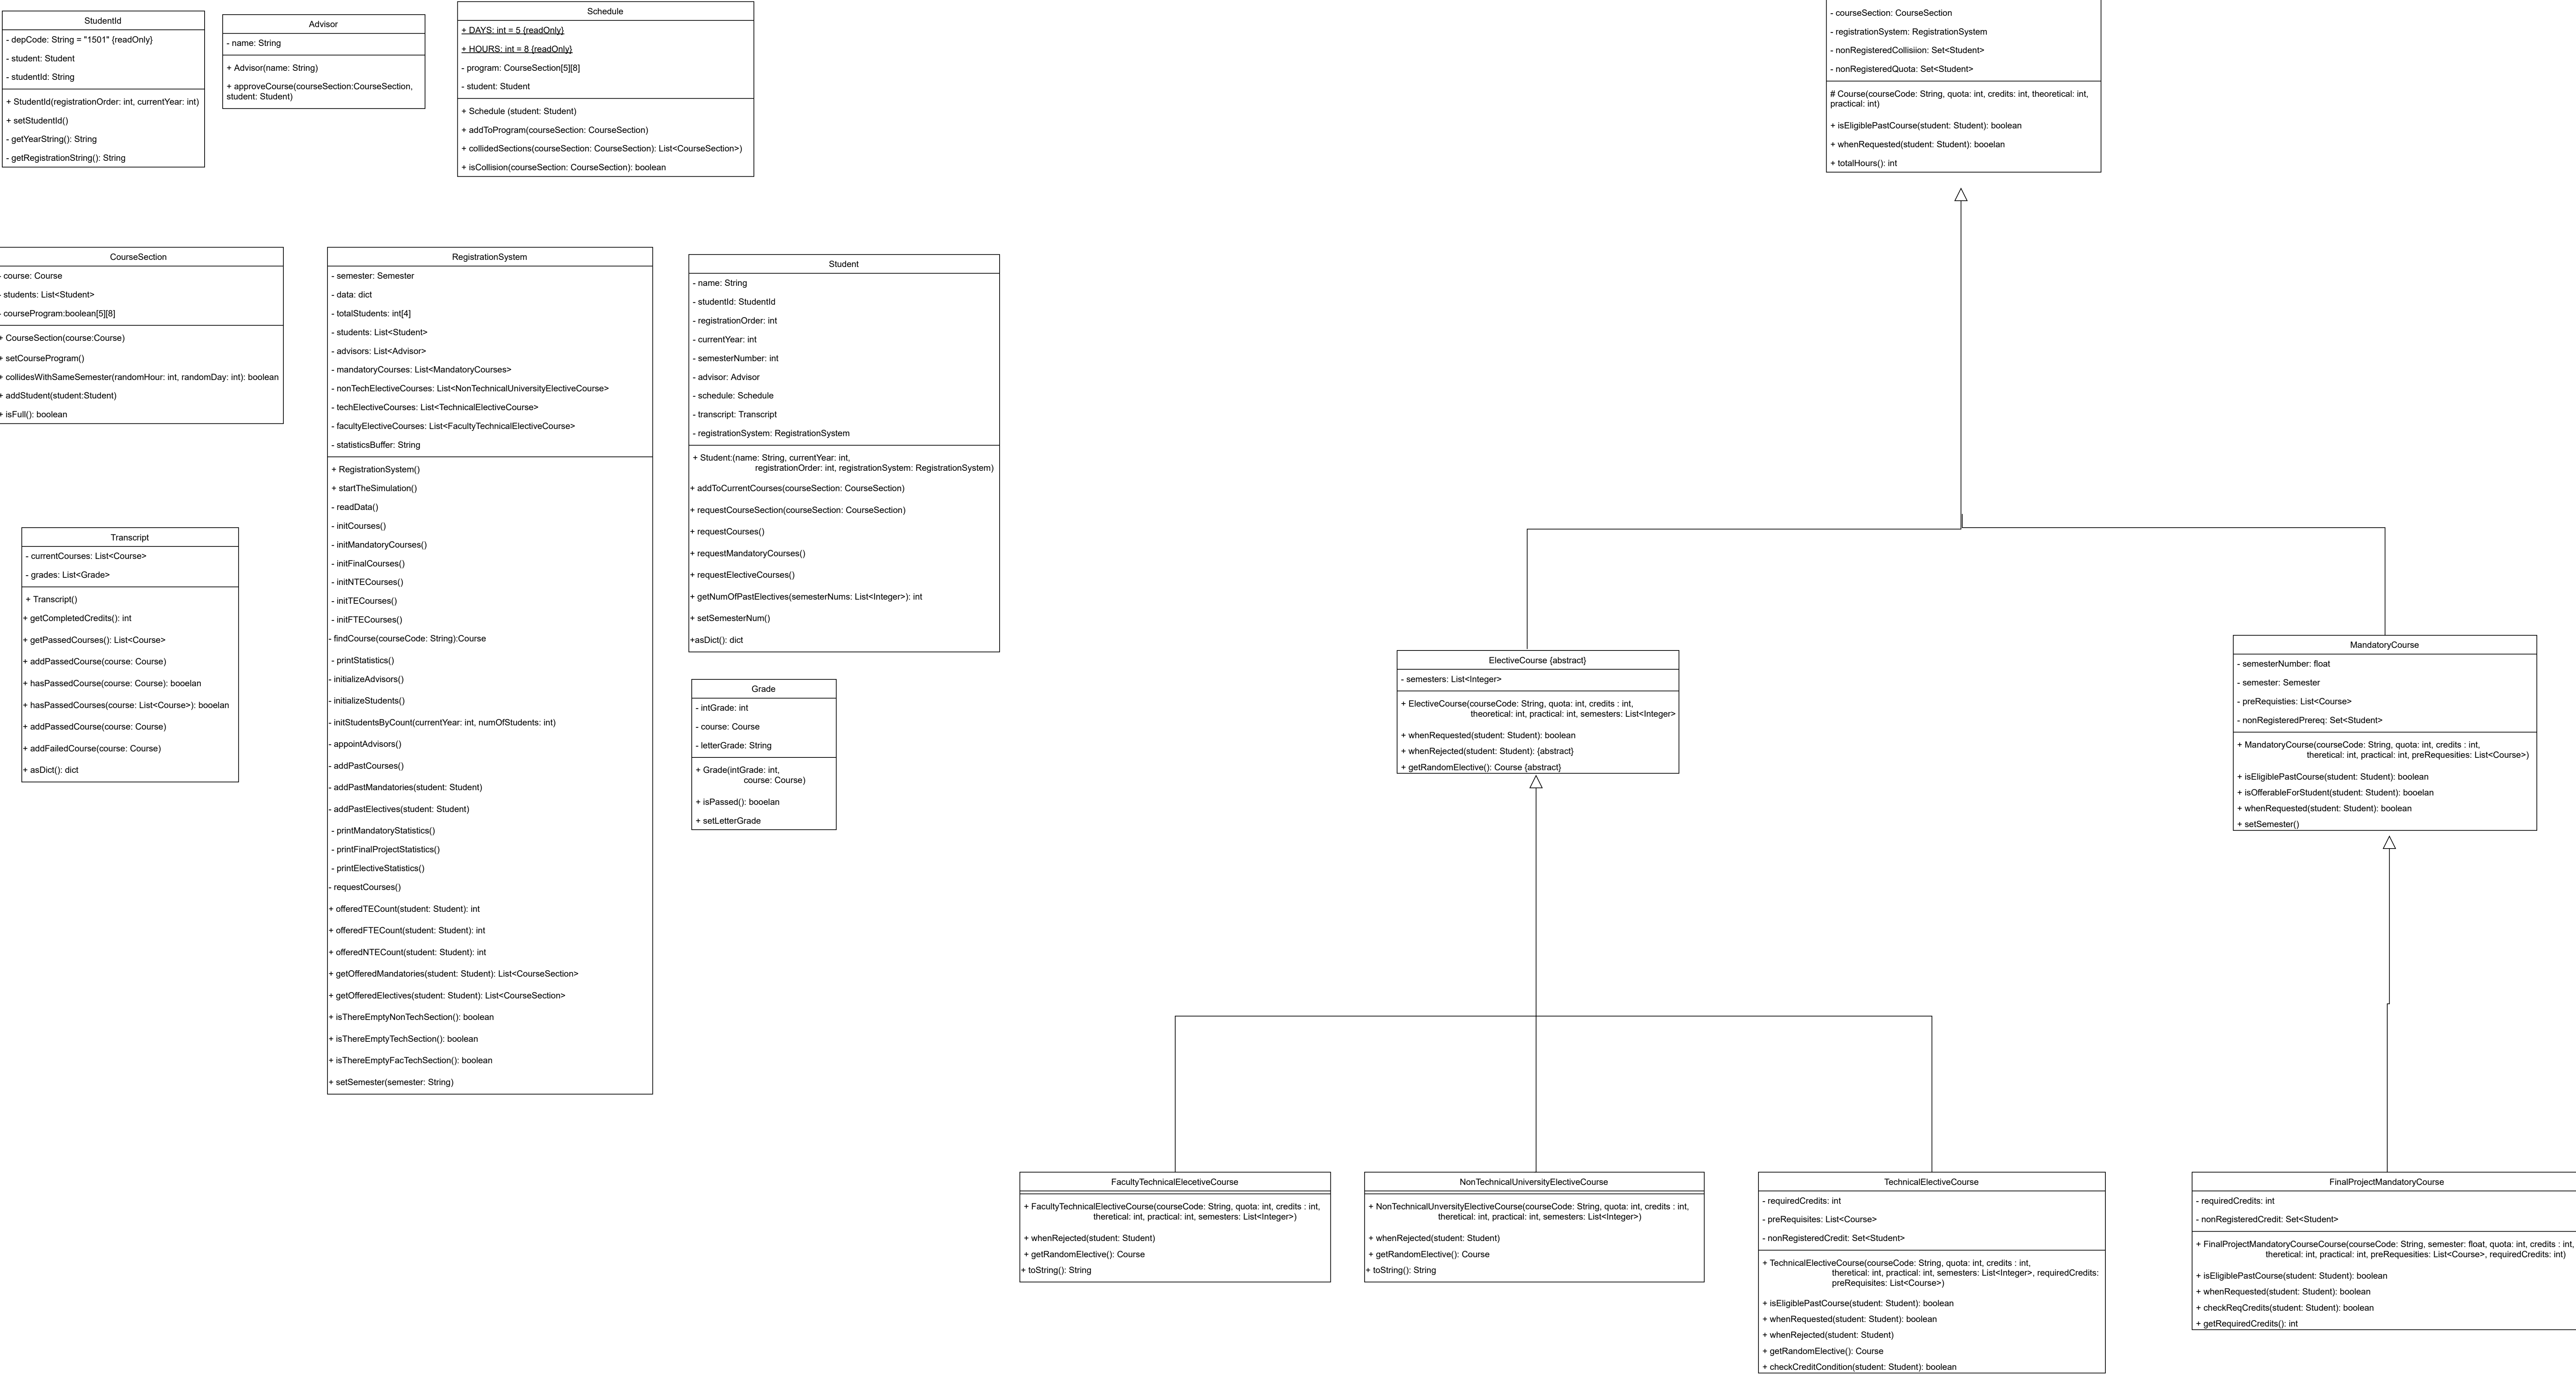 StudentId
- depCode: String = "1501" {readOnly}
- student: Student
- studentId: String
+ StudentId(registrationOrder: int, currentYear: int)
+ setStudentId()
- getYearString(): String
- getRegistrationString(): String
Advisor
- name: String
+ Advisor(name: String)
+ approveCourse(courseSection:CourseSection,
student: Student)
Schedule
+ DAYS: int = 5 {readOnly}
+ HOURS: int = 8 {readOnly}
- program: CourseSection[5][8]
- student: Student
+ Schedule (student: Student)
+ addToProgram(courseSection: CourseSection)
+ collidedSections(courseSection: CourseSection): List<CourseSection>)
+ isCollision(courseSection: CourseSection): boolean
- courseSection: CourseSection
- registrationSystem: RegistrationSystem
- nonRegisteredCollisiion: Set<Student>
- nonRegisteredQuota: Set<Student>
# Course(courseCode: String, quota: int, credits: int, theoretical: int,
practical: int)
+ isEligiblePastCourse(student: Student): boolean
+ whenRequested(student: Student): booelan
+ totalHours(): int
CourseSection
- course: Course
- students: List<Student>
- courseProgram:boolean[5][8]
+ CourseSection(course:Course)
+ setCourseProgram()
+ collidesWithSameSemester(randomHour: int, randomDay: int): boolean
+ addStudent(student:Student)
+ isFull(): boolean
RegistrationSystem
- semester: Semester
- data: dict
- totalStudents: int[4]
- students: List<Student>
- advisors: List<Advisor>
- mandatoryCourses: List<MandatoryCourses>
- nonTechElectiveCourses: List<NonTechnicalUniversityElectiveCourse>
- techElectiveCourses: List<TechnicalElectiveCourse>
- facultyElectiveCourses: List<FacultyTechnicalElectiveCourse>
- statisticsBuffer: String
+ RegistrationSystem()
+ startTheSimulation()
- readData()
- initCourses()
- initMandatoryCourses()
- initFinalCourses()
- initNTECourses()
- initTECourses()
- initFTECourses()
- findCourse(courseCode: String):Course
- printStatistics()
- initializeAdvisors()
- initializeStudents()
- initStudentsByCount(currentYear: int, numOfStudents: int)
- appointAdvisors()
- addPastCourses()
- addPastMandatories(student: Student)
- addPastElectives(student: Student)
- printMandatoryStatistics()
- printFinalProjectStatistics()
- printElectiveStatistics()
- requestCourses()
+ offeredTECount(student: Student): int
+ offeredFTECount(student: Student): int
+ offeredNTECount(student: Student): int
+ getOfferedMandatories(student: Student): List<CourseSection>
+ getOfferedElectives(student: Student): List<CourseSection>
+ isThereEmptyNonTechSection(): boolean
+ isThereEmptyTechSection(): boolean
+ isThereEmptyFacTechSection(): boolean
+ setSemester(semester: String)
Student
- name: String
- studentId: StudentId
- registrationOrder: int
- currentYear: int
- semesterNumber: int
- advisor: Advisor
- schedule: Schedule
- transcript: Transcript
- registrationSystem: RegistrationSystem
+ Student:(name: String, currentYear: int,
registrationOrder: int, registrationSystem: RegistrationSystem)
+ addToCurrentCourses(courseSection: CourseSection)
+ requestCourseSection(courseSection: CourseSection)
+ requestCourses()
+ requestMandatoryCourses()
+ requestElectiveCourses()
+ getNumOfPastElectives(semesterNums: List<Integer>): int
+ setSemesterNum()
+asDict(): dict
Transcript
- currentCourses: List<Course>
- grades: List<Grade>
+ Transcript()
+ getCompletedCredits(): int
+ getPassedCourses(): List<Course>
+ addPassedCourse(course: Course)
+ hasPassedCourse(course: Course): booelan
+ hasPassedCourses(course: List<Course>): booelan
+ addPassedCourse(course: Course)
+ addFailedCourse(course: Course)
+ asDict(): dict
Grade
- intGrade: int
- course: Course
- letterGrade: String
+ Grade(intGrade: int,
course: Course)
+ isPassed(): booelan
+ setLetterGrade
ElectiveCourse {abstract}
- semesters: List<Integer>
+ ElectiveCourse(courseCode: String, quota: int, credits : int,
theoretical: int, practical: int, semesters: List<Integer>
+ whenRequested(student: Student): boolean
+ whenRejected(student: Student): {abstract}
+ getRandomElective(): Course {abstract}
MandatoryCourse
- semesterNumber: float
- semester: Semester
- preRequisties: List<Course>
- nonRegisteredPrereq: Set<Student>
+ MandatoryCourse(courseCode: String, quota: int, credits : int,
theretical: int, practical: int, preRequesities: List<Course>)
+ isEligiblePastCourse(student: Student): boolean
+ isOfferableForStudent(student: Student): booelan
+ whenRequested(student: Student): boolean
+ setSemester()
FacultyTechnicalElecetiveCourse
+ FacultyTechnicalElectiveCourse(courseCode: String, quota: int, credits : int,
theretical: int, practical: int, semesters: List<Integer>)
+ whenRejected(student: Student)
+ getRandomElective(): Course
+ toString(): String
NonTechnicalUniversityElectiveCourse
+ NonTechnicalUnversityElectiveCourse(courseCode: String, quota: int, credits : int,
theretical: int, practical: int, semesters: List<Integer>)
+ whenRejected(student: Student)
+ getRandomElective(): Course
+ toString(): String
TechnicalElectiveCourse
- requiredCredits: int
- preRequisites: List<Course>
- nonRegisteredCredit: Set<Student>
+ TechnicalElectiveCourse(courseCode: String, quota: int, credits : int,
theretical: int, practical: int, semesters: List<Integer>, requiredCredits:
preRequisites: List<Course>)
+ isEligiblePastCourse(student: Student): boolean
+ whenRequested(student: Student): boolean
+ whenRejected(student: Student)
+ getRandomElective(): Course
+ checkCreditCondition(student: Student): boolean
FinalProjectMandatoryCourse
- requiredCredits: int
- nonRegisteredCredit: Set<Student>
+ FinalProjectMandatoryCourseCourse(courseCode: String, semester: float, quota: int, credits : int,
theretical: int, practical: int, preRequesities: List<Course>, requiredCredits: int)
+ isEligiblePastCourse(student: Student): boolean
+ whenRequested(student: Student): boolean
+ checkReqCredits(student: Student): boolean
+ getRequiredCredits(): int